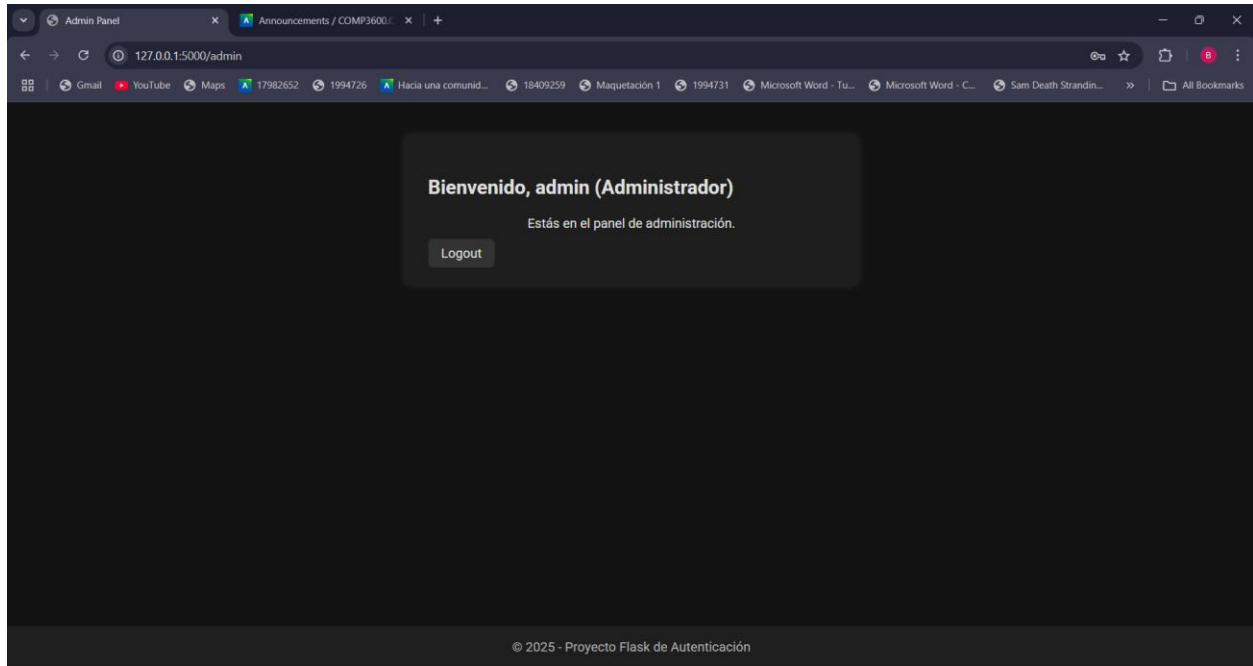 Admin Panel
Announcements / COMP3600.C
127.0.0.1:5000/admin
B
Gmail YouTube Maps 17982652 1994726 Hacia una comunid... 18409259 Maquetación 1 1994731 Microsoft Word - Tu... Microsoft Word - C... Sam Death Strandin... » All Bookmarks
Bienvenido, admin (Administrador)
Estás en el panel de administración.
Logout
© 2025 - Proyecto Flask de Autenticación